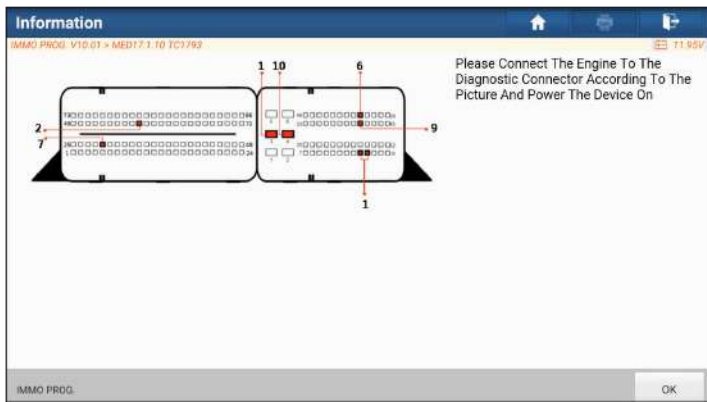 Information
IMMO PROG. V10.01 > MED17.1.10 TC1793
11.95V
Please Connect The Engine To The
Diagnostic Connector According To The
Picture And Power The Device On
1 10
6
2
9
7
1
IMMO PROG.
OK